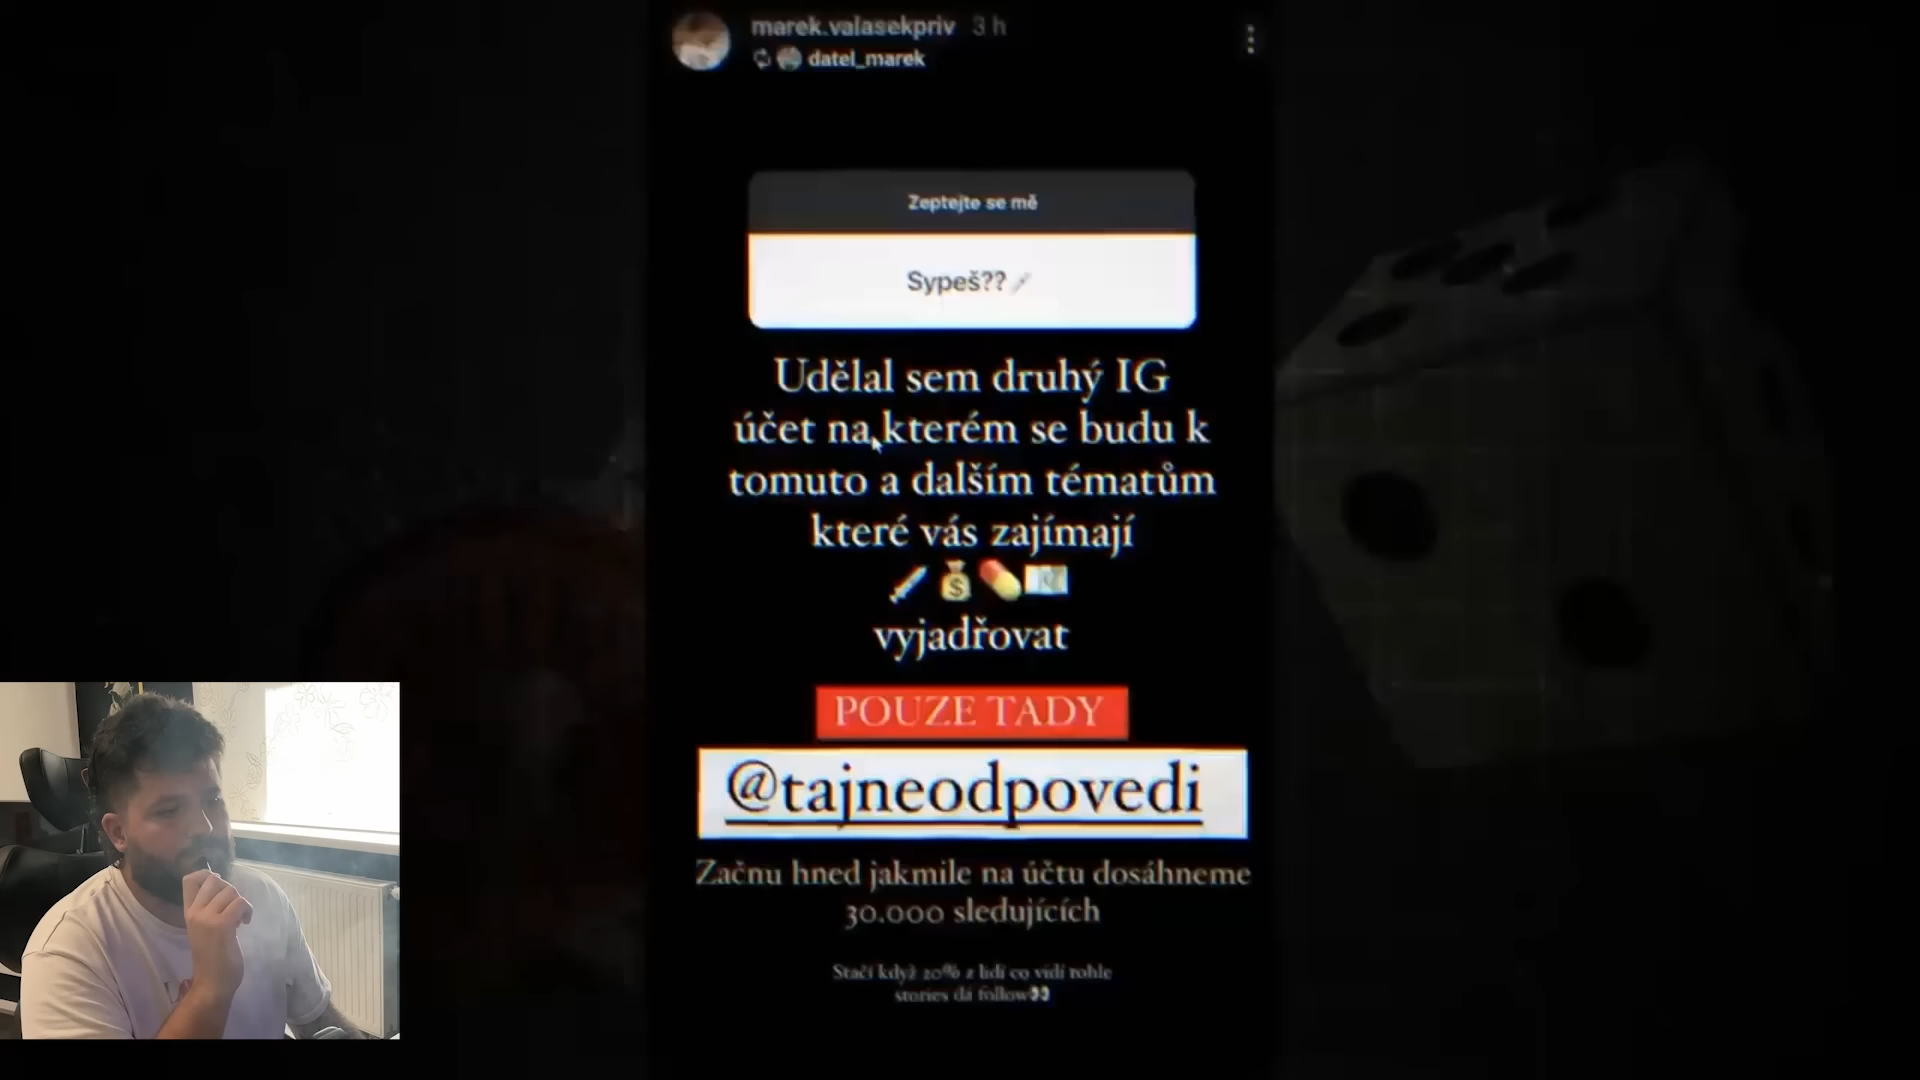 marek.valasekpriv 3 h
datel_marek
Zeptejte se mě
Sypeš??
Udělal sem druhý IG
účet na kterém se budu k
tomuto a dalším tématům
které vás zajímají
vyjadřovat
POUZE TADY
@tajneodpovedi
Začnu hned jakmile na účtu dosáhneme
30.000 sledujících
Stačí když 20% z lidí co vidí tohle
stories dá follow